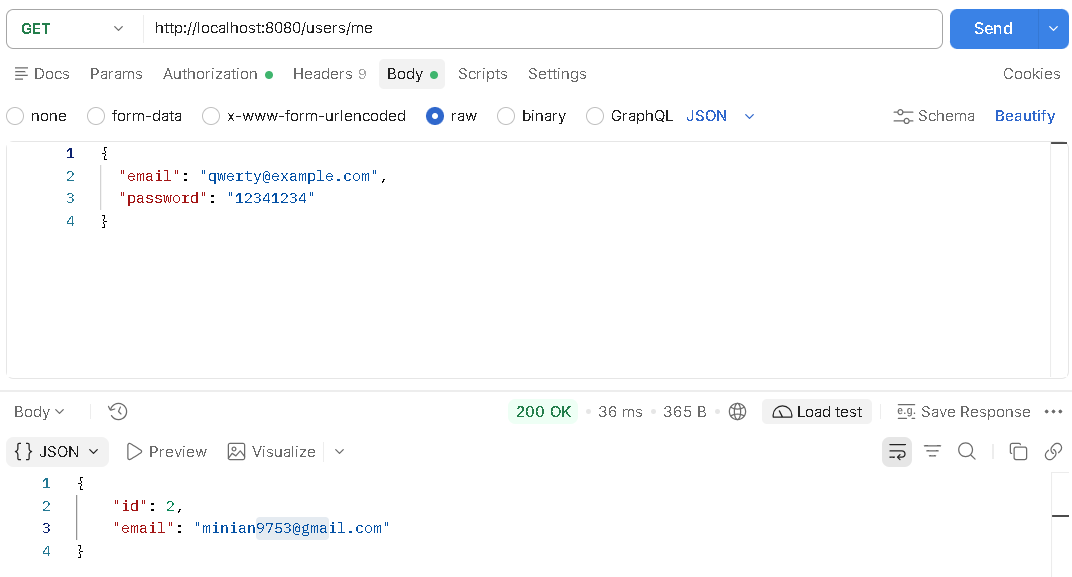 GET http://localhost:8080/users/me Send
Docs Params Authorization Headers 9 Body Scripts Settings Cookies
none form-data x-www-form-urlencoded raw binary GraphQL JSON Schema Beautify
1 {
2 "email": "qwerty@example.com",
3 "password": "12341234"
4 }
Body 200 OK 36 ms 365 B Load test e.g. Save Response
{} JSON Preview Visualize
1 {
2 "id": 2,
3 "email": "minian9753@gmail.com"
4 }